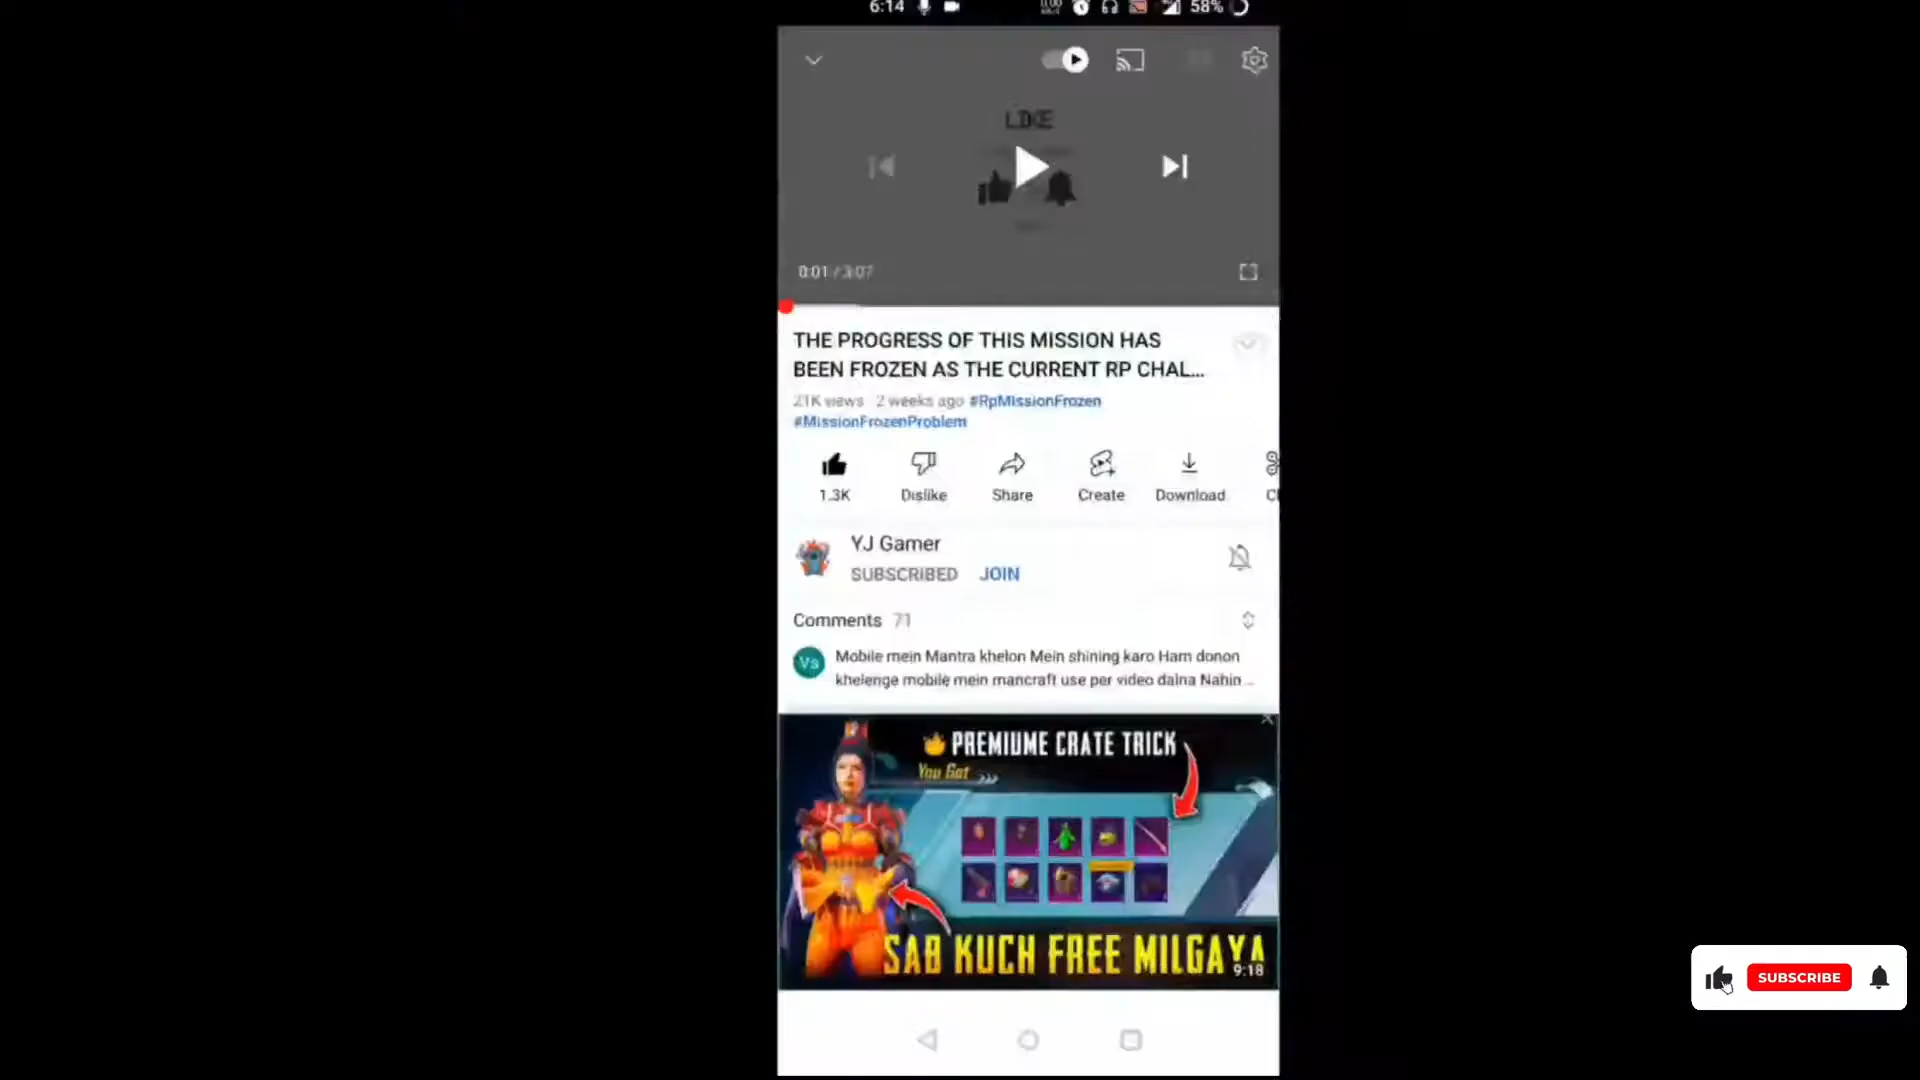 6:14
58%
LIKE
0:01 / 3:07
THE PROGRESS OF THIS MISSION HAS
BEEN FROZEN AS THE CURRENT RP CHAL...
21K views 2 weeks ago #RpMissionFrozen
#MissionFrozenProblem
1.3K
Dislike
Share
Create
Download
YJ Gamer
SUBSCRIBED JOIN
Comments 71
Vs
Mobile mein Mantra khelon Mein shining karo Ham donon
khelenge mobile mein mancraft use per video dalna Nahin ...
PREMIUME CRATE TRICK
You Got >>>
SAB KUCH FREE MILGAYA
9:18
SUBSCRIBE